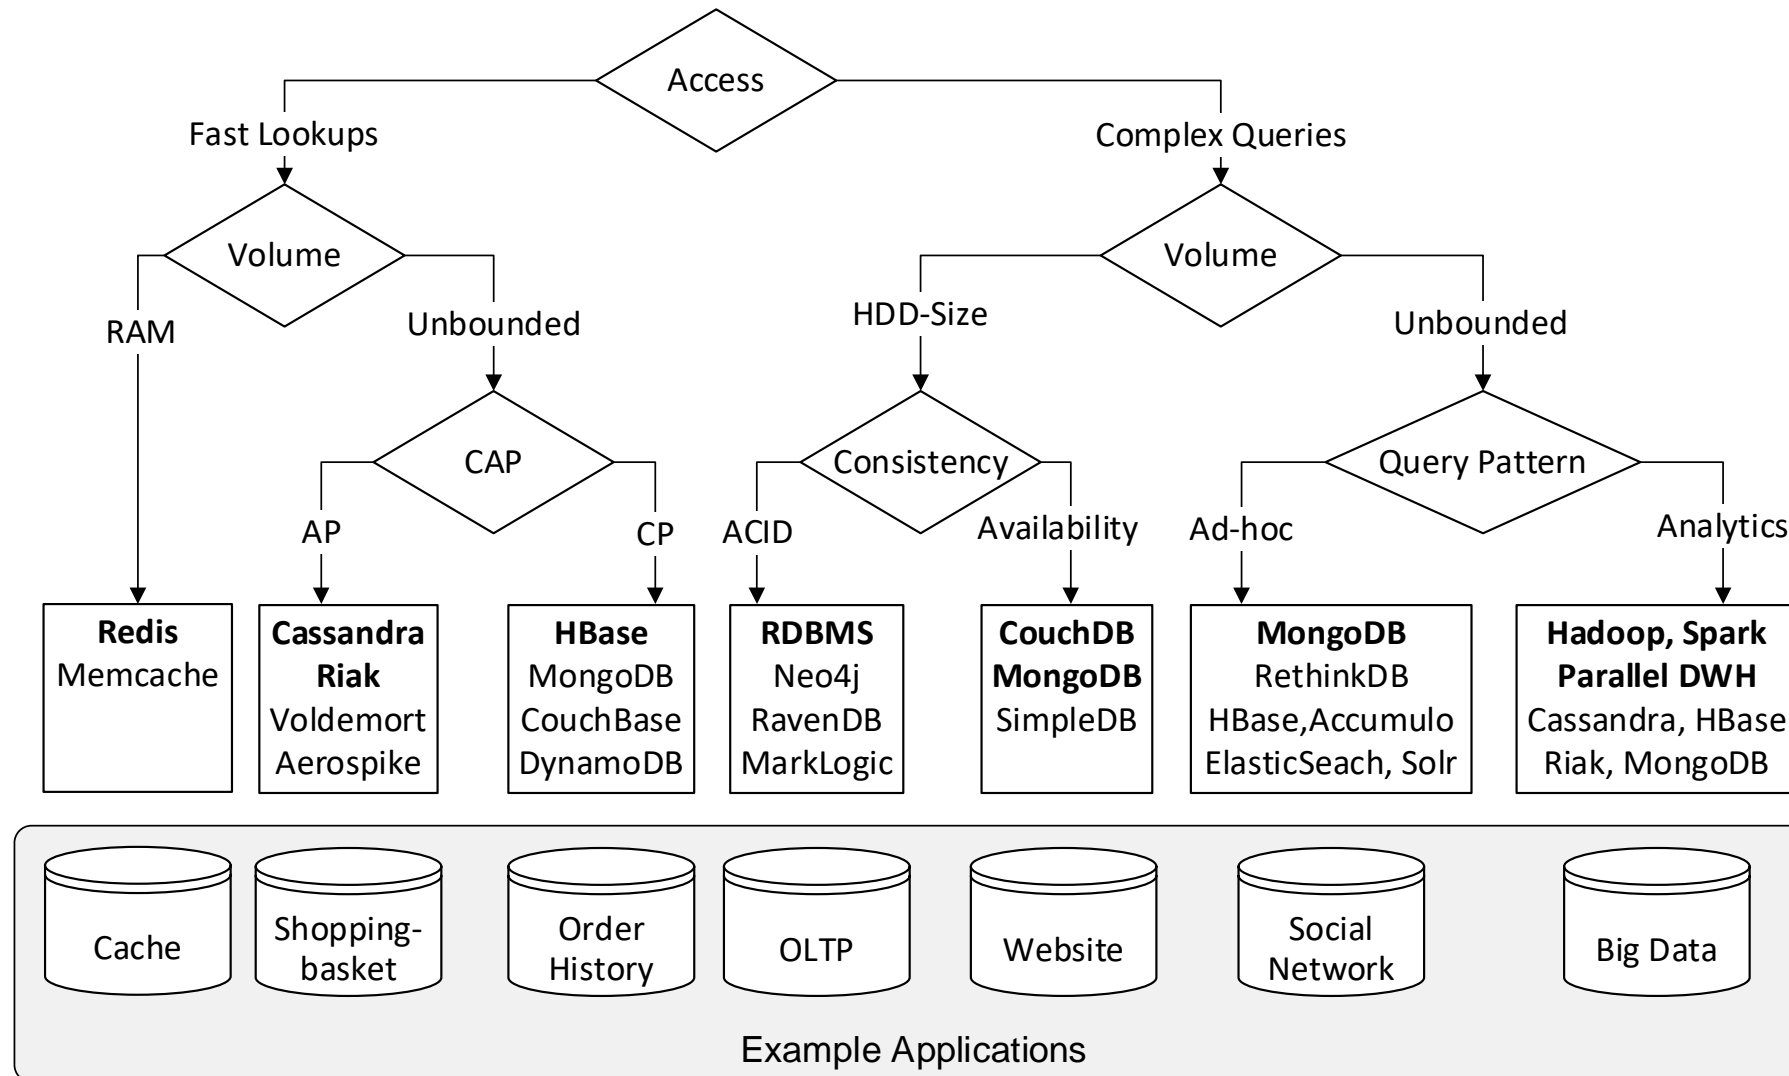 Access
Fast Lookups
Complex Queries
Volume
Volume
RAM
Unbounded
HDD-Size
Unbounded
CAP
Consistency
Query Pattern
AP
CP
ACID
Availability
Ad-hoc
Analytics
Redis
Memcache
Cassandra
Riak
Voldemort
Aerospike
HBase
MongoDB
CouchBase
DynamoDB
RDBMS
Neo4j
RavenDB
MarkLogic
CouchDB
MongoDB
SimpleDB
MongoDB
RethinkDB
HBase,Accumulo
ElasticSeach, Solr
Hadoop, Spark
Parallel DWH
Cassandra, HBase
Riak, MongoDB
Cache
Shopping-
basket
Order
History
OLTP
Website
Social
Network
Big Data
Example Applications